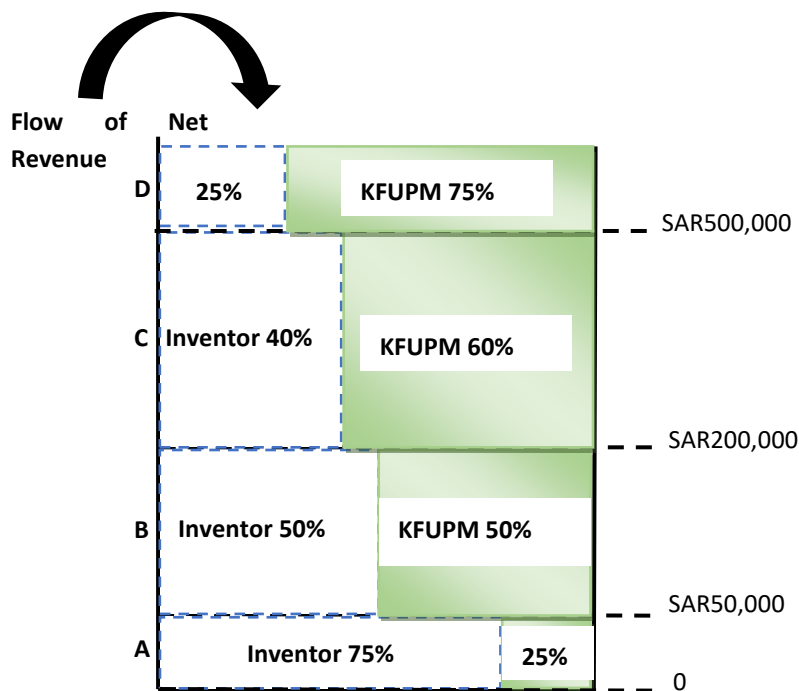 Flow of Net
Revenue
D 25% KFUPM 75%
SAR500,000
C Inventor 40% KFUPM 60%
SAR200,000
B Inventor 50% KFUPM 50%
SAR50,000
A Inventor 75% 25%
0